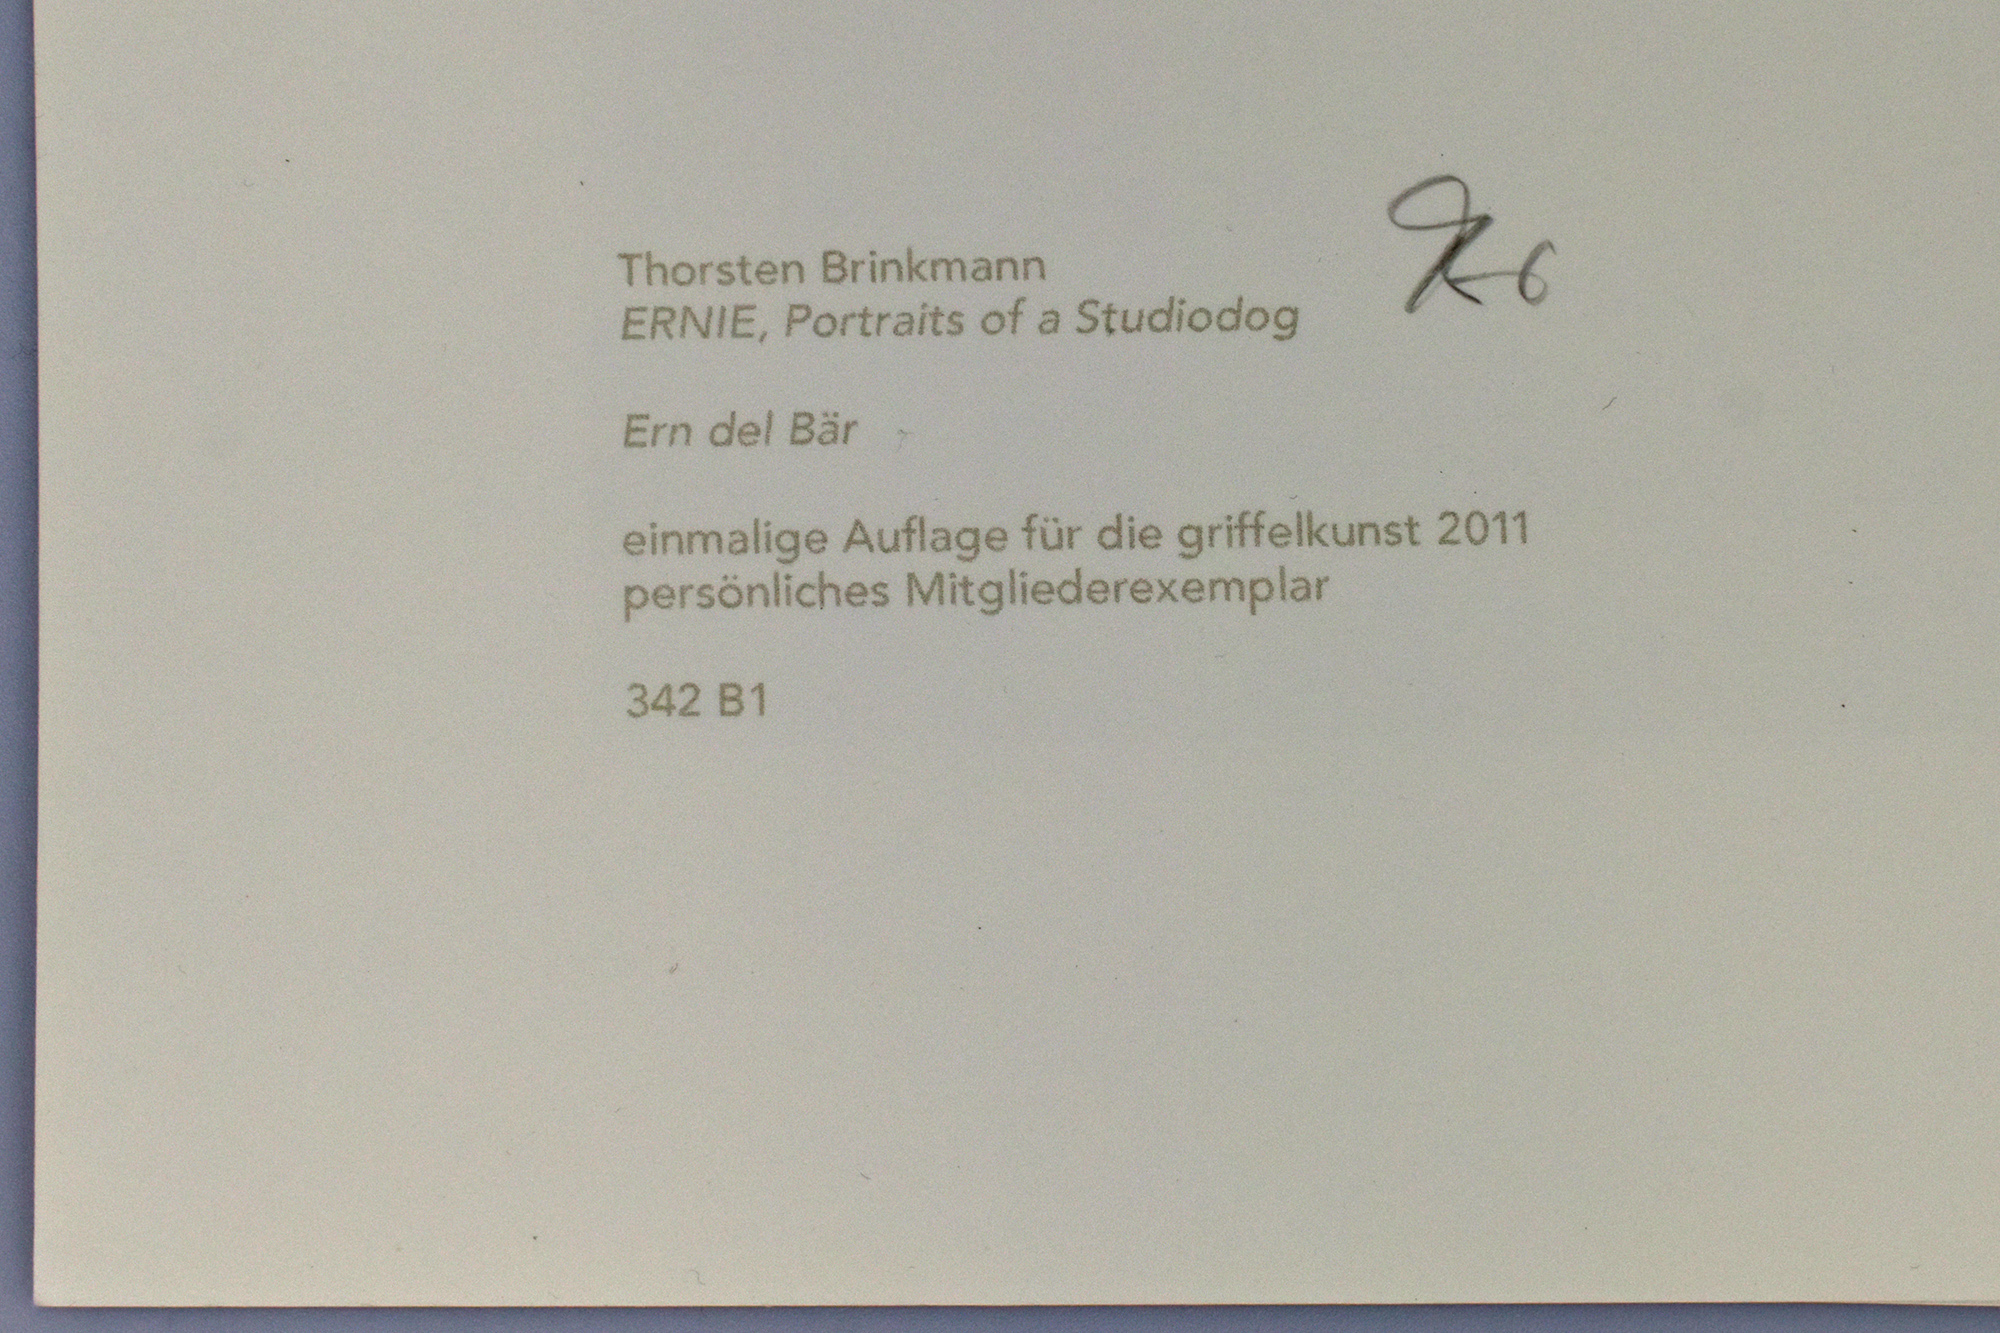 Thorsten Brinkmann
ERNIE, Portraits of a Studiodog
Ern del Bär
einmalige Auflage für die griffelkunst 2011
persönliches Mitgliederexemplar
342 B1